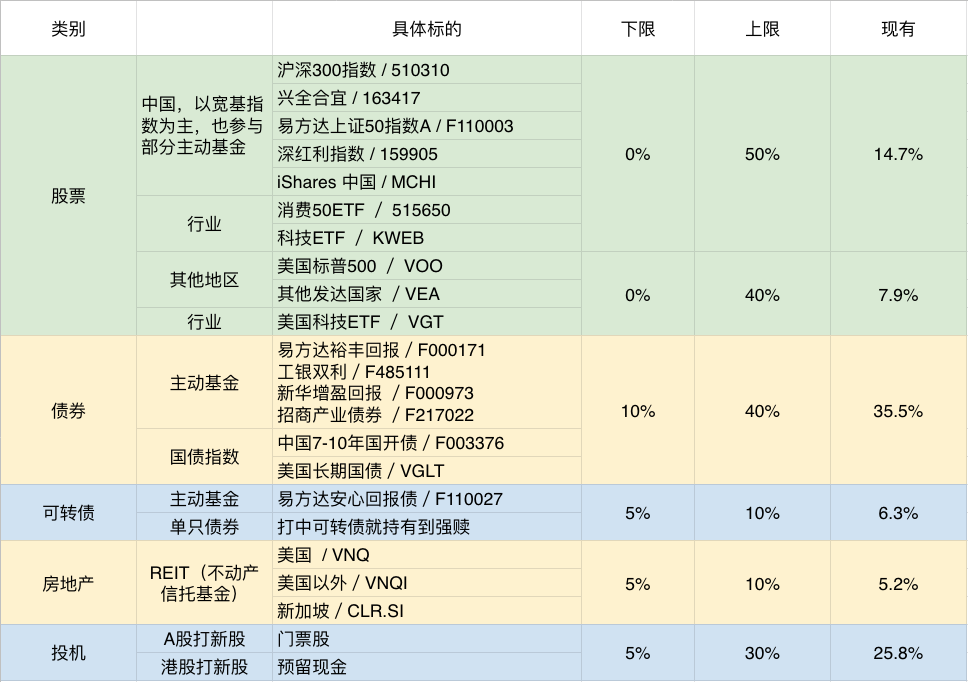 类别 具体标的 下限 上限 现有
股票
中国，以宽基指
数为主，也参与
部分主动基金
沪深300指数 / 510310
兴全合宜 / 163417
易方达上证50指数A / F110003
深红利指数 / 159905
iShares 中国 / MCHI
0% 50% 14.7%
行业
消费50ETF ／ 515650
科技ETF ／ KWEB
其他地区
美国标普500 ／ VOO
其他发达国家 ／VEA
0% 40% 7.9%
行业
美国科技ETF ／ VGT
债券
主动基金
易方达裕丰回报／F000171
工银双利／F485111
新华增盈回报 ／F000973
招商产业债券 ／F217022
10% 40% 35.5%
国债指数
中国7-10年国开债／F003376
美国长期国债／VGLT
可转债
主动基金
易方达安心回报债／F110027
5% 10% 6.3%
单只债券
打中可转债就持有到强赎
房地产
REIT（不动产
信托基金）
美国 ／VNQ
美国以外／VNQI
新加坡／CLR.SI
5% 10% 5.2%
投机
A股打新股
门票股
5% 30% 25.8%
港股打新股
预留现金